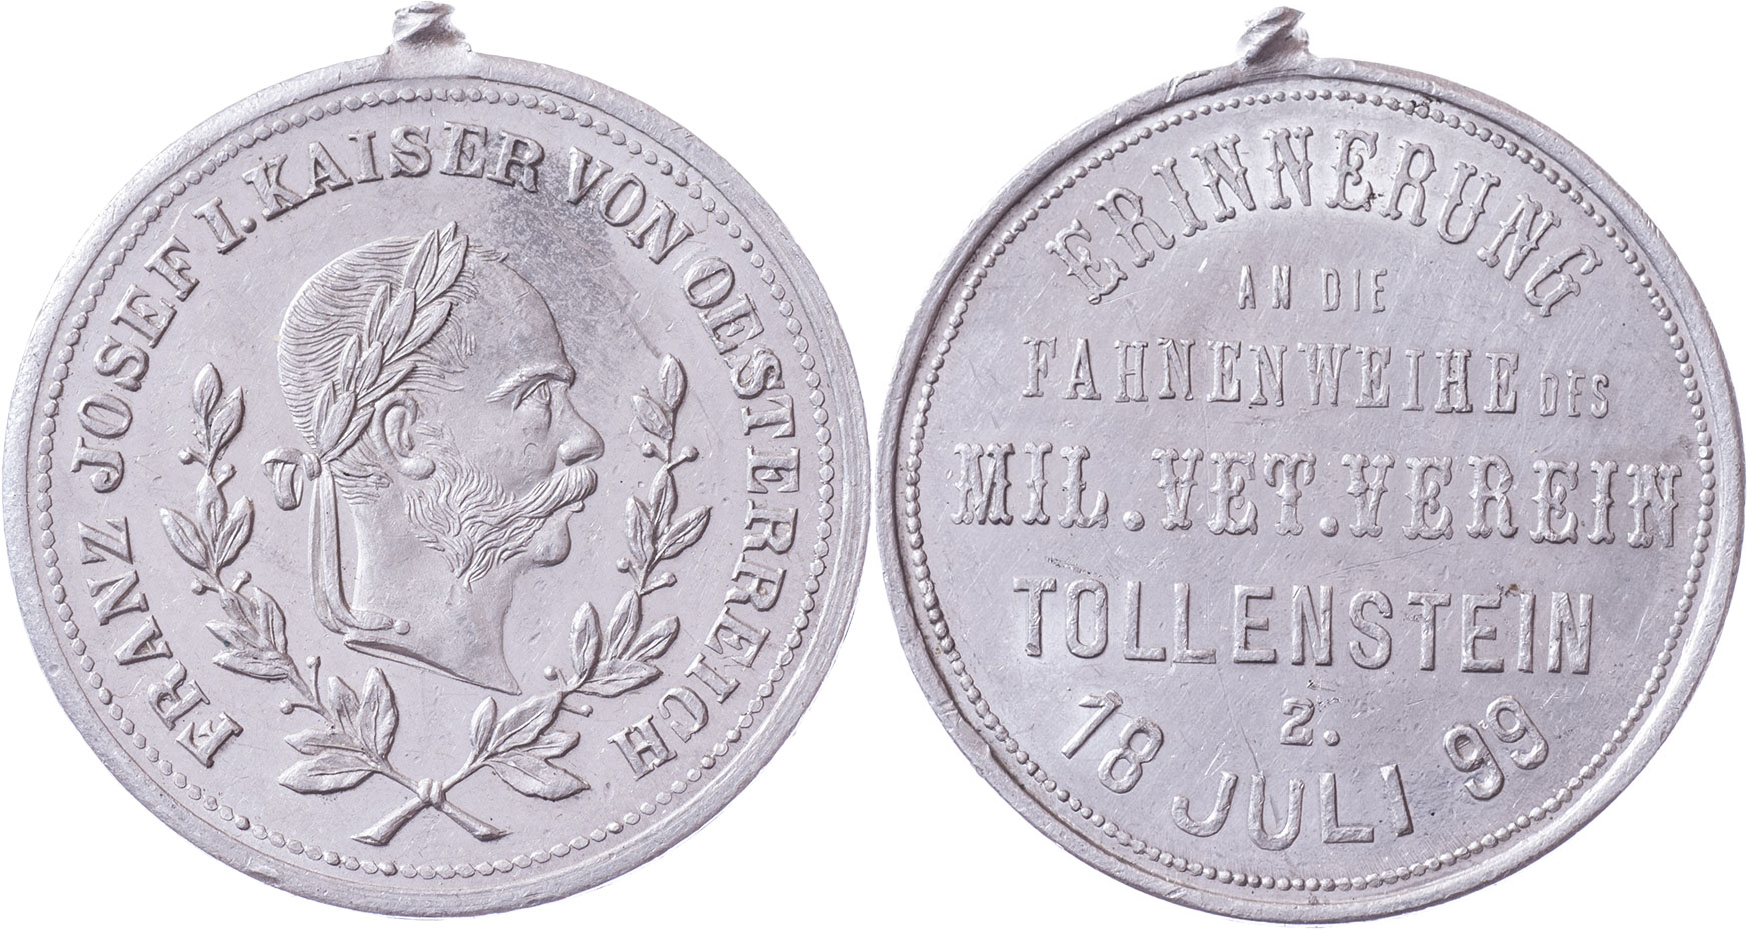 FRANZ JOSEF I. KAISER VON OESTERREICH
ERINNERUNG
AN DIE
FAHNENWEIHE DES
MIL. VET. VEREIN
TOLLENSTEIN
2.
18 JULI 99